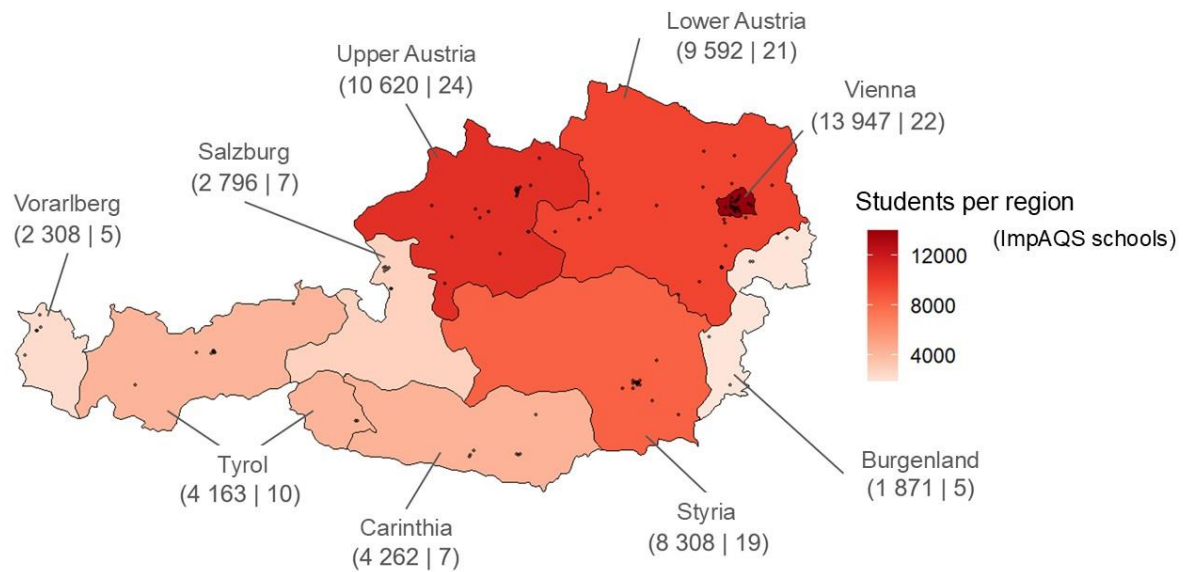 Lower Austria
(9 592 | 21)
Upper Austria
(10 620 | 24)
Vienna
(13 947 | 22)
Salzburg
(2 796 | 7)
Vorarlberg
(2 308 | 5)
Students per region
(ImpAQS schools)
12000
8000
4000
Tyrol
(4 163 | 10)
Carinthia
(4 262 | 7)
Styria
(8 308 | 19)
Burgenland
(1 871 | 5)